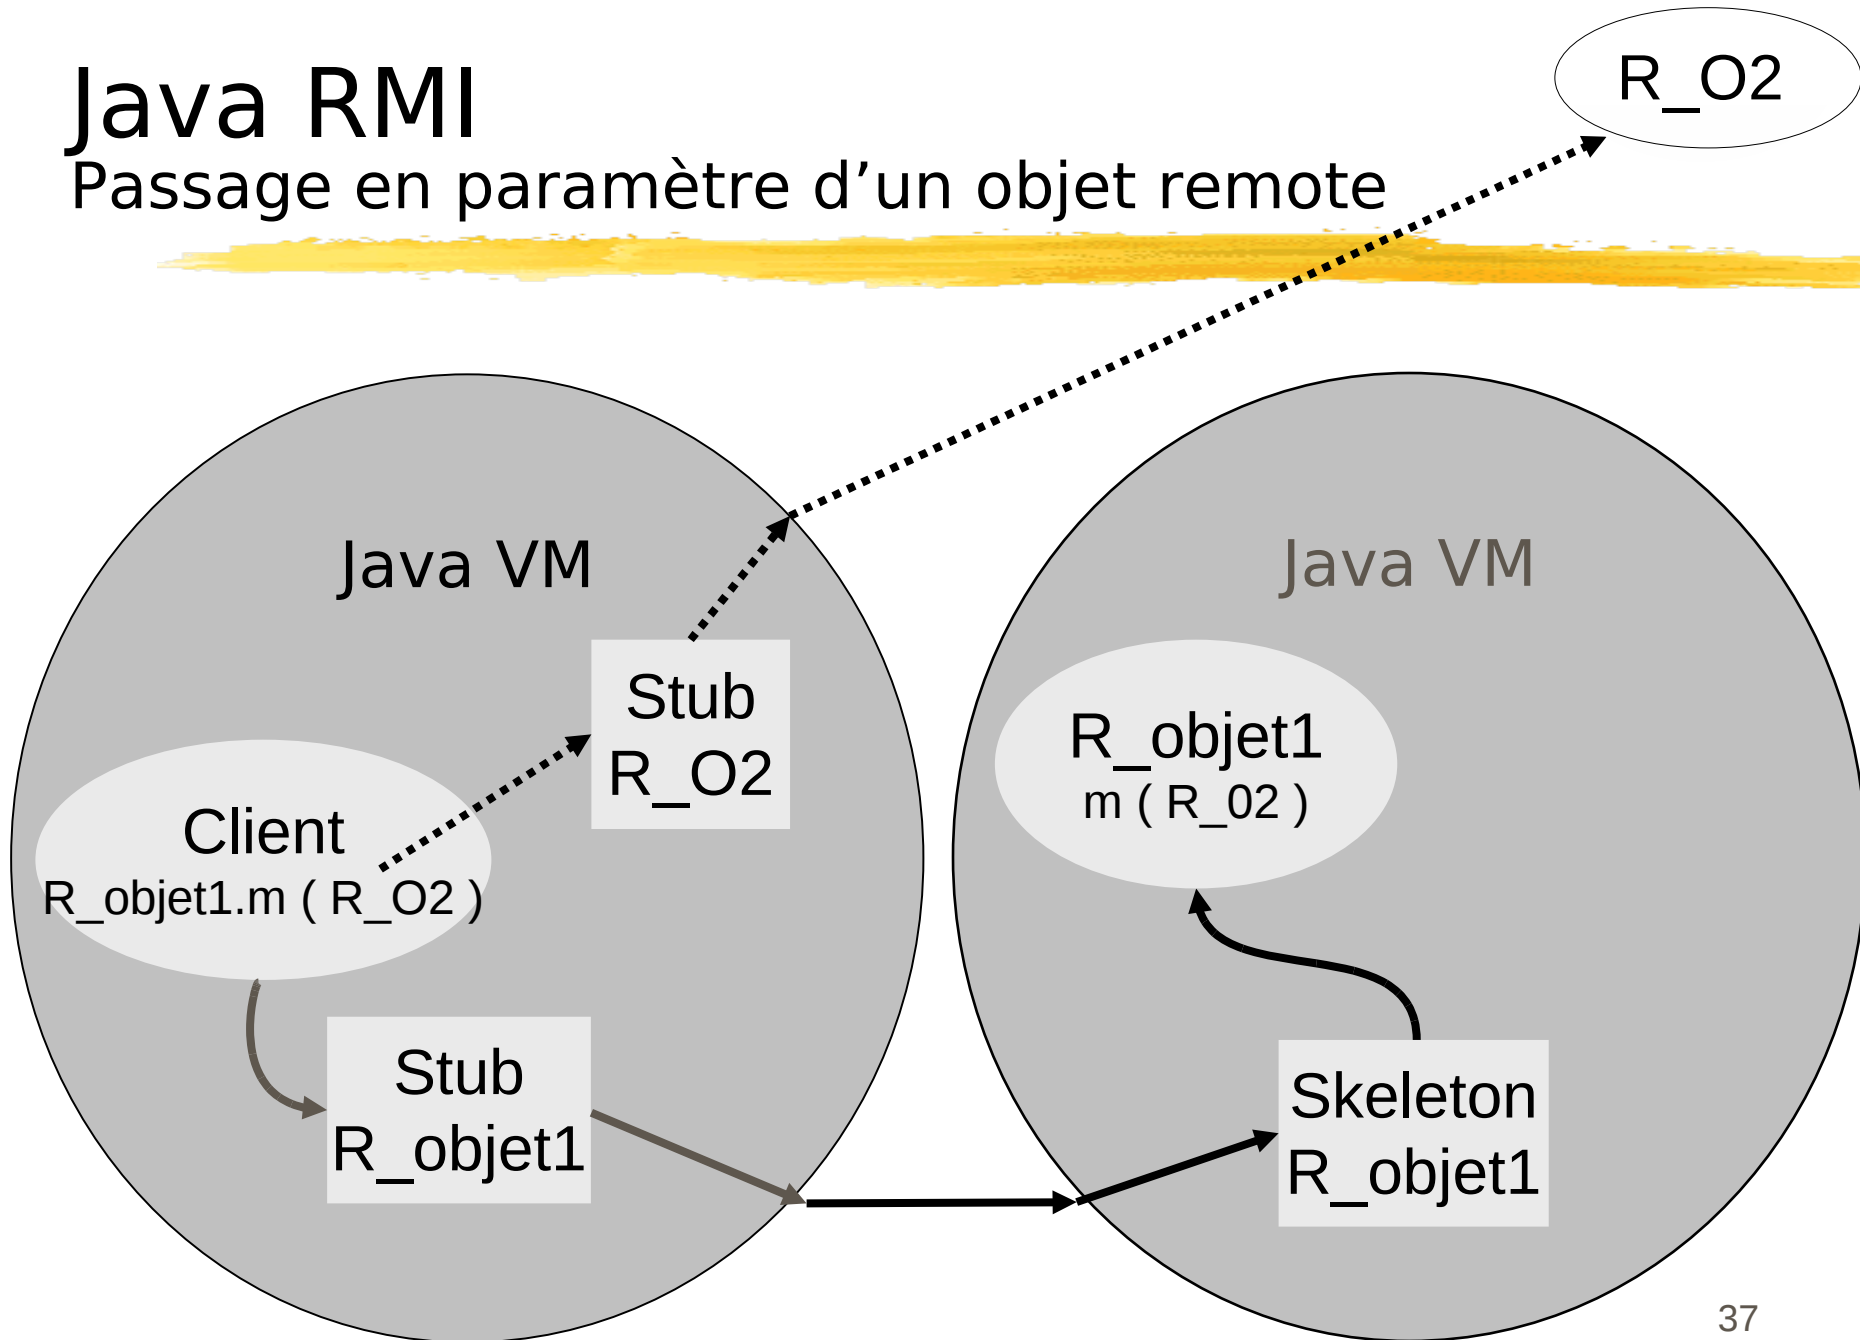 Java RMI
Passage en paramètre d’un objet remote
R_O2
Java VM
Stub
R_O2
Client
R_objet1.m ( R_O2 )
Stub
R_objet1
Java VM
R_objet1
m ( R_02 )
Skeleton
R_objet1
37